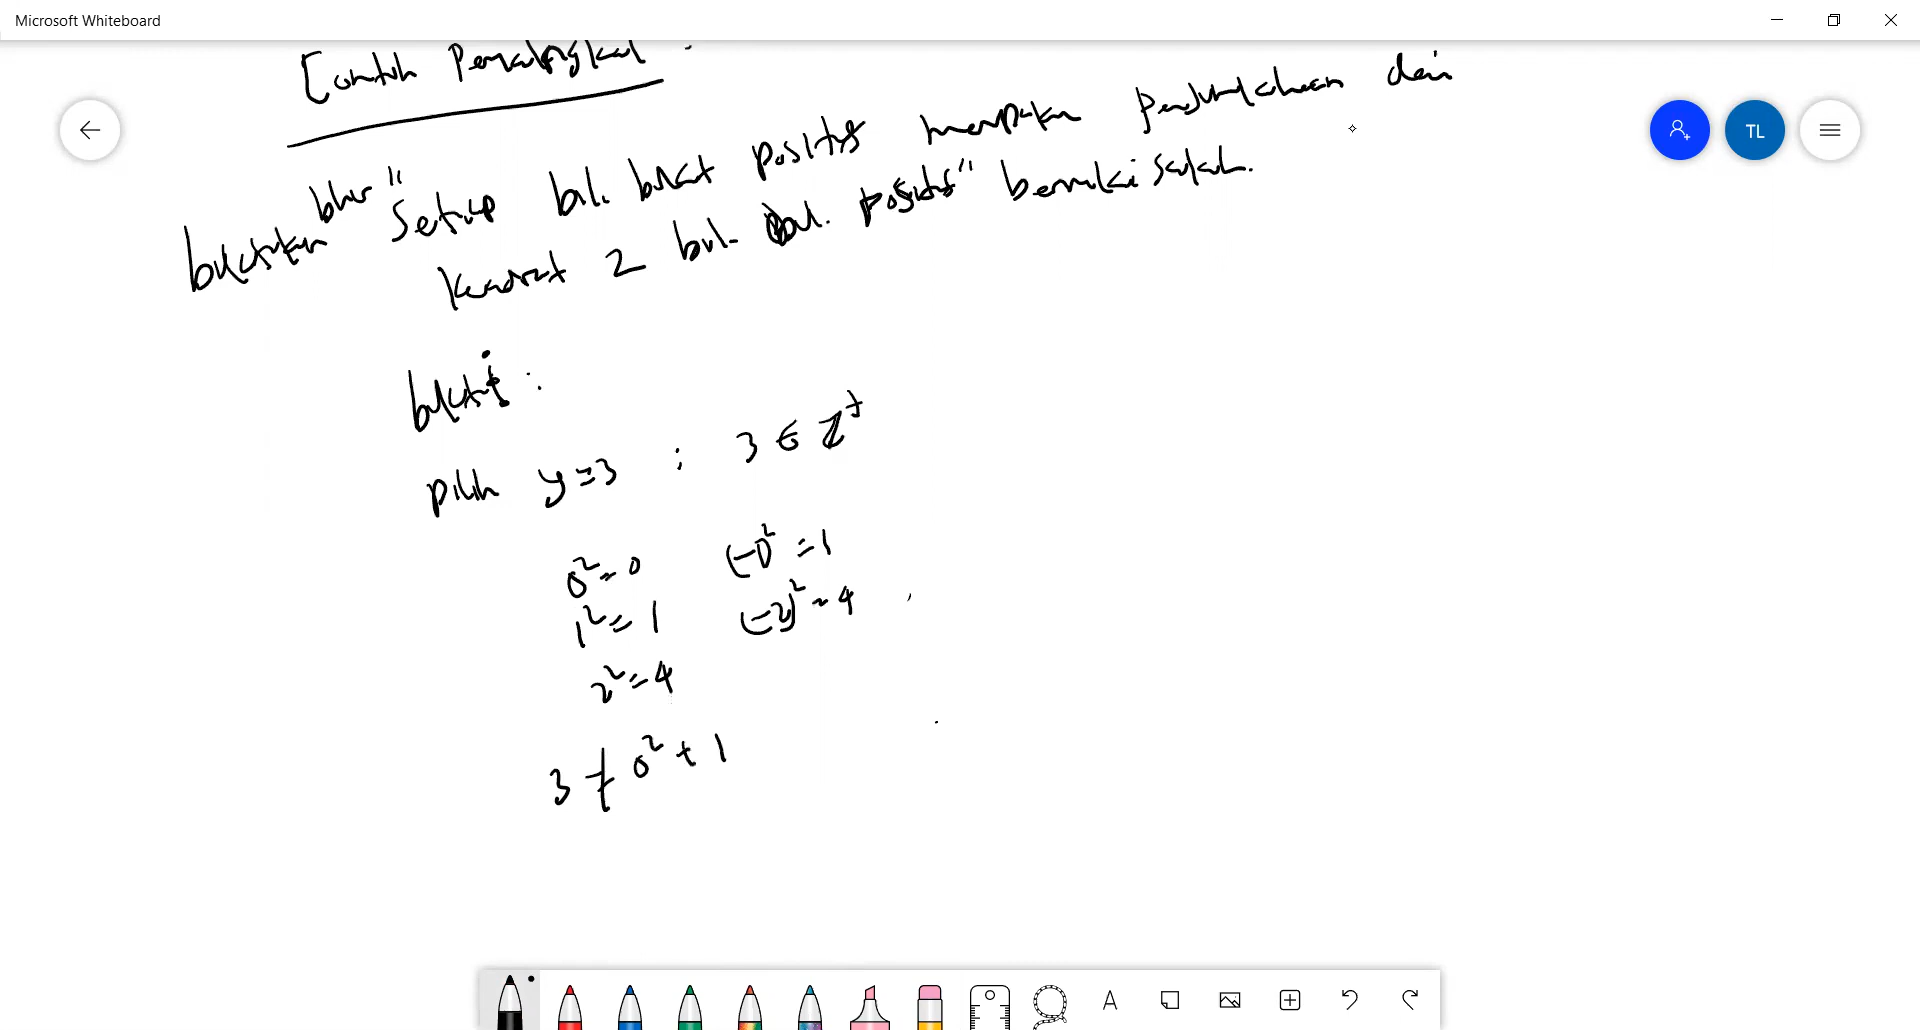 Microsoft Whiteboard
Contoh Penyangkal :
TL
buktikan bhw " Setiap bil. bulat positif merupakan penjumlahan dari
kuadrat 2 bil. bul. positif" bernilai salah.
bukti :
pilih y=3 ; 3 ∈ Z⁺
0²=0 (-1)²=1
1²=1 (-2)²=4 ,
2²=4
3 ≠ 0² + 1
A